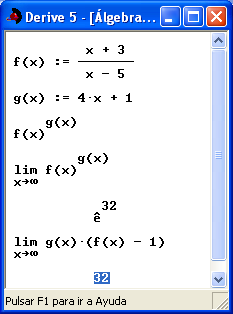 Derive 5 - [Álgebra...
f(x) := x + 3
x - 5
g(x) := 4·x + 1
f(x)^g(x)
lim f(x)^g(x)
x→∞
ê^32
lim g(x)·(f(x) - 1)
x→∞
32
Pulsar F1 para ir a Ayuda